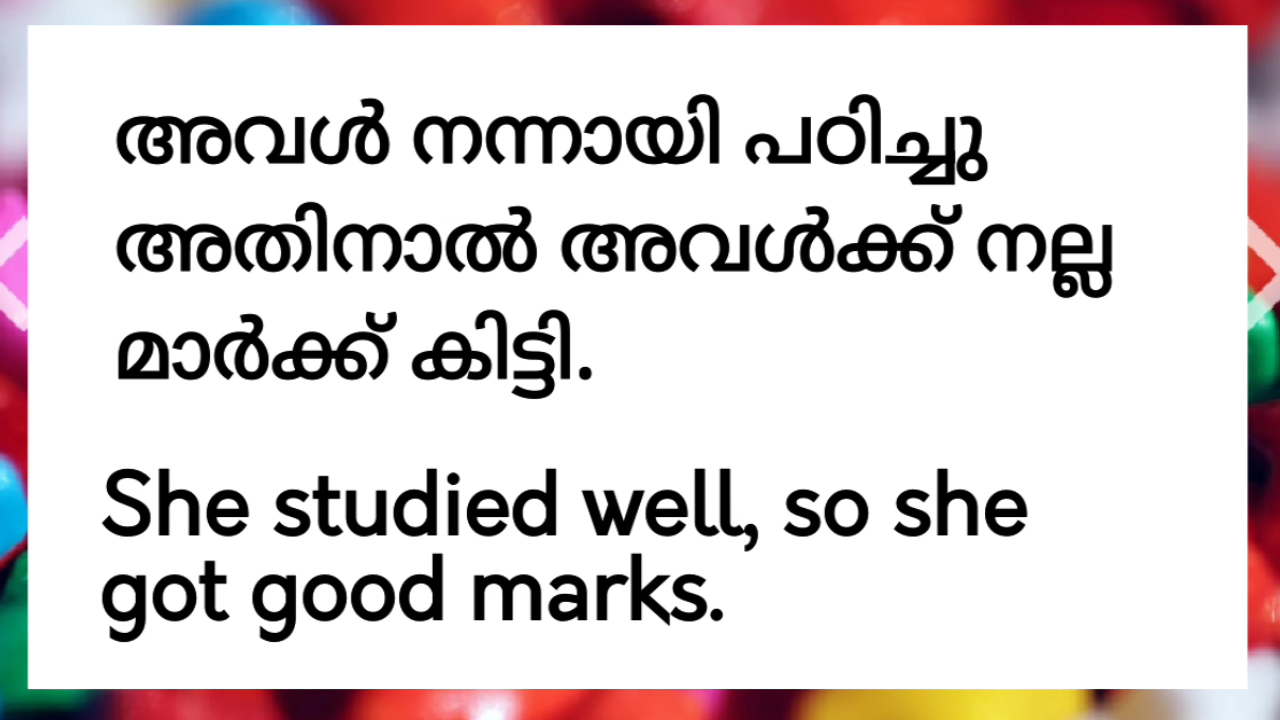 അവൾ നന്നായി പഠിച്ചു
അതിനാൽ അവൾക്ക് നല്ല
മാർക്ക് കിട്ടി.
She studied well, so she
got good marks.